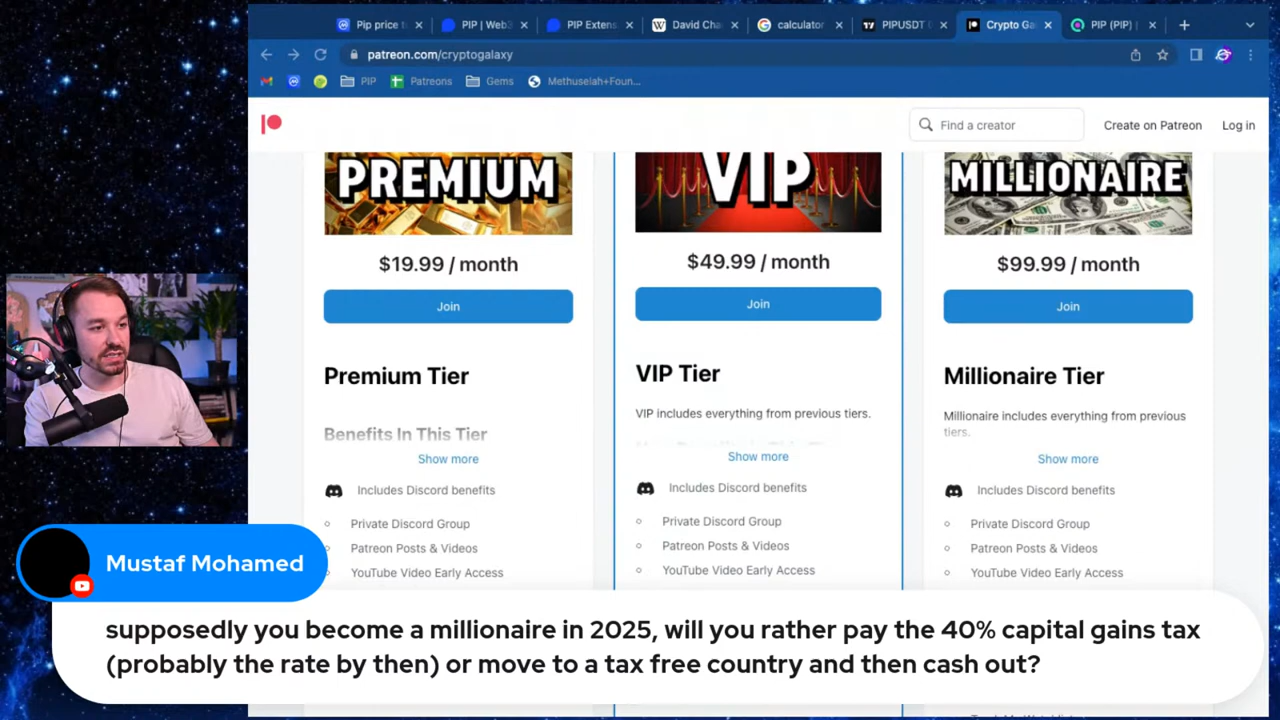 Pip price t
PIP | Web3
PIP Extens
David Cha
calculator
PIPUSDT
Crypto Ga
PIP (PIP) |
patreon.com/cryptogalaxy
PIP
Patreons
Gems
Methuselah+Foun...
Find a creator
Create on Patreon
Log in
PREMIUM
VIP
MILLIONAIRE
$19.99 / month
$49.99 / month
$99.99 / month
Join
Join
Join
Premium Tier
VIP Tier
Millionaire Tier
Benefits In This Tier
VIP includes everything from previous tiers.
Millionaire includes everything from previous
tiers.
Show more
Show more
Show more
Includes Discord benefits
Includes Discord benefits
Includes Discord benefits
Private Discord Group
Private Discord Group
Private Discord Group
Patreon Posts & Videos
Patreon Posts & Videos
Patreon Posts & Videos
YouTube Video Early Access
YouTube Video Early Access
YouTube Video Early Access
Mustaf Mohamed
supposedly you become a millionaire in 2025, will you rather pay the 40% capital gains tax
(probably the rate by then) or move to a tax free country and then cash out?